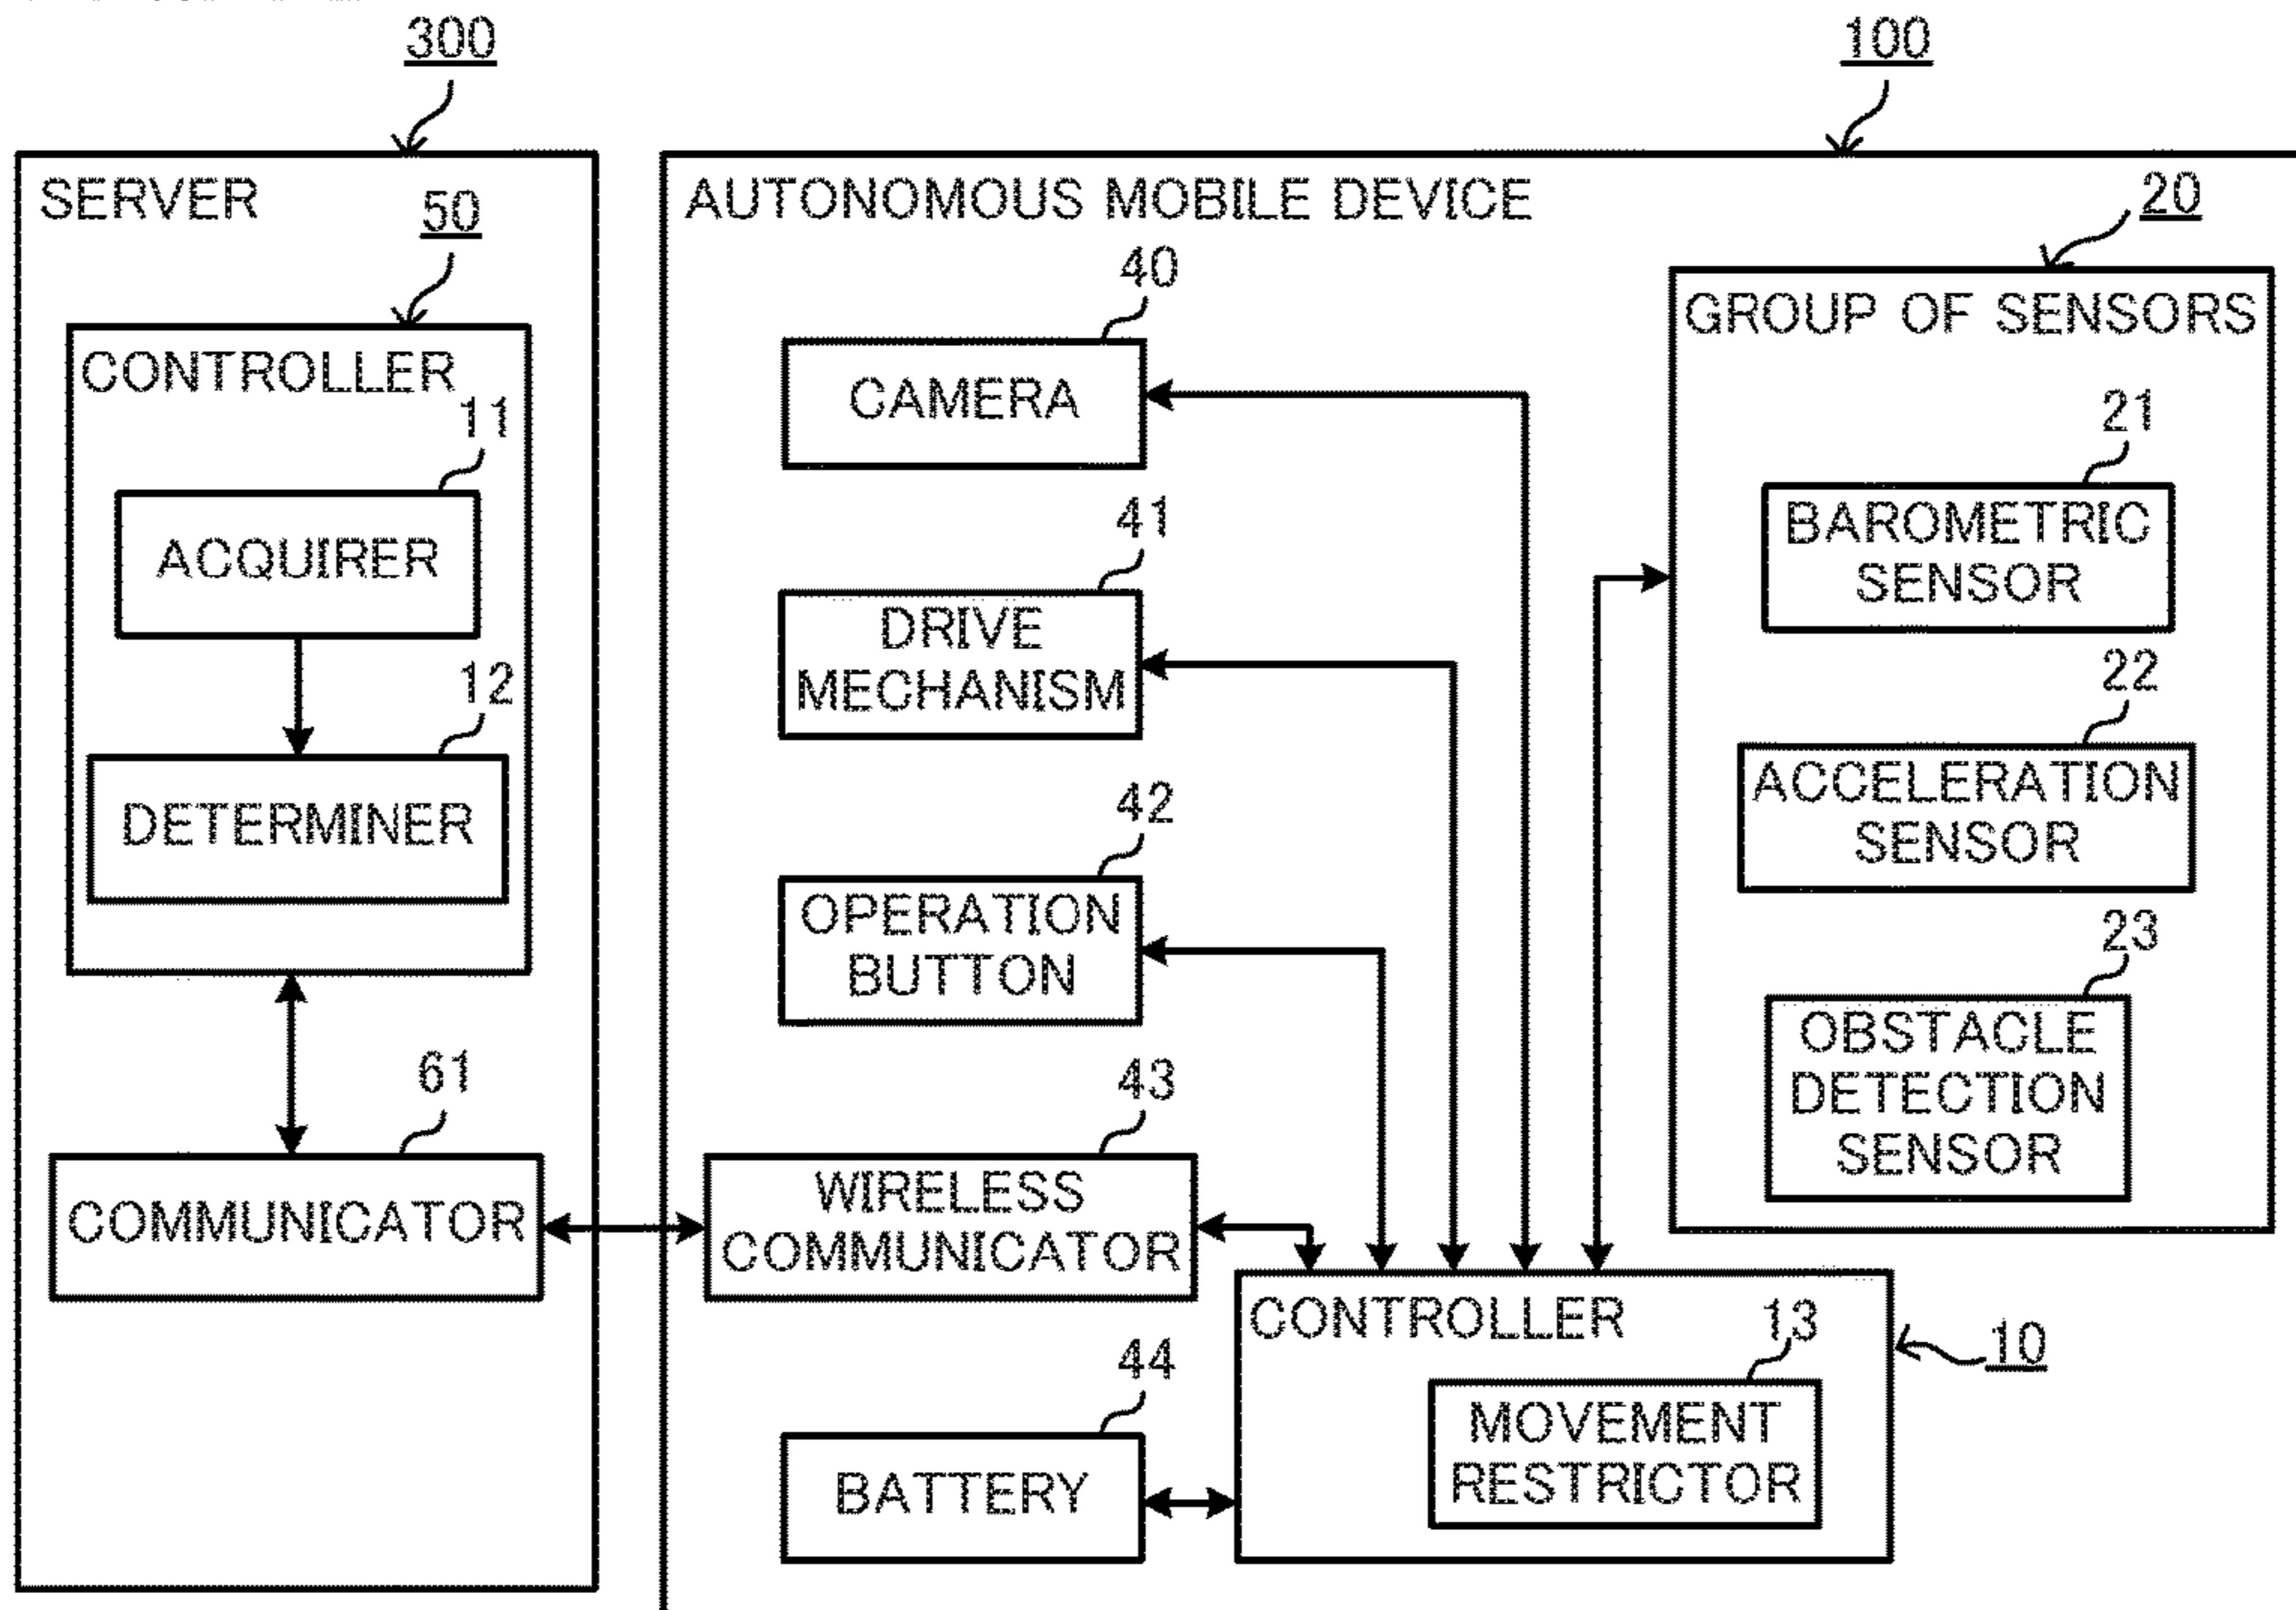 300
100
SERVER
50
CONTROLLER
11
ACQUIRER
12
DETERMINER
61
COMMUNICATOR
AUTONOMOUS MOBILE DEVICE
40
CAMERA
41
DRIVE
MECHANISM
42
OPERATION
BUTTON
43
WIRELESS
COMMUNICATOR
44
BATTERY
20
GROUP OF SENSORS
21
BAROMETRIC
SENSOR
22
ACCELERATION
SENSOR
23
OBSTACLE
DETECTION
SENSOR
CONTROLLER
10
13
MOVEMENT
RESTRICTOR